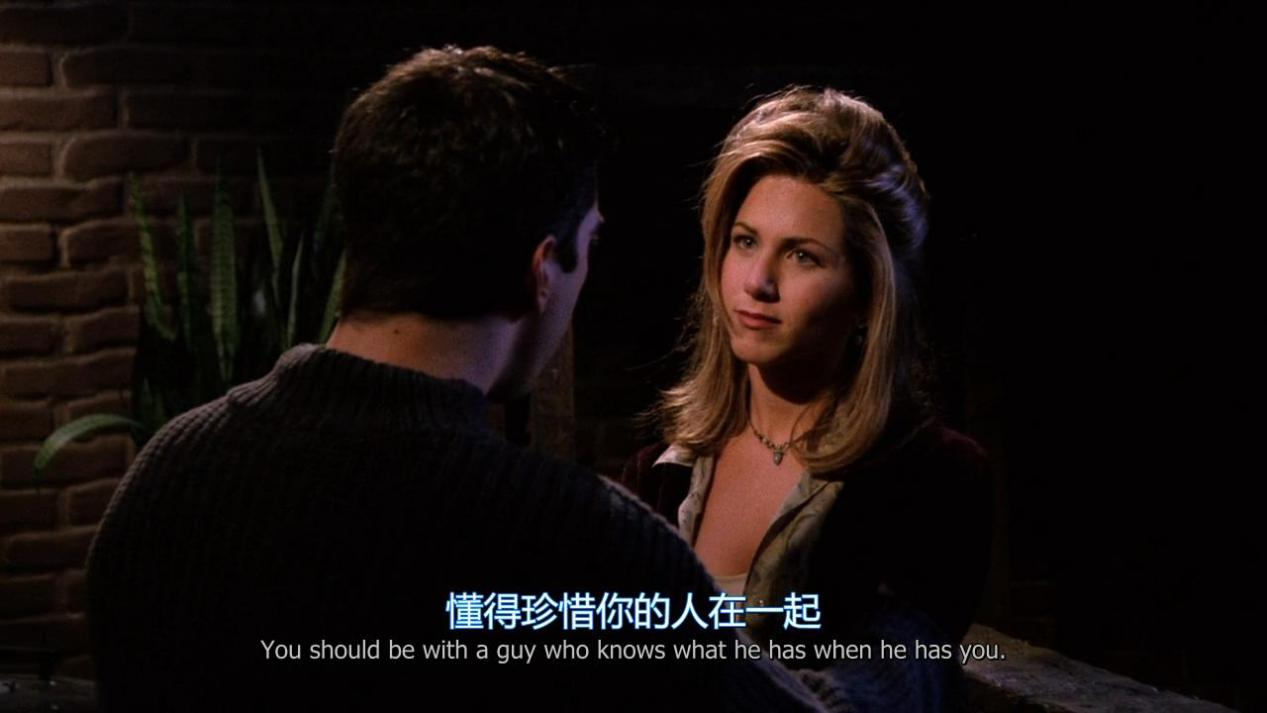 懂得珍惜你的人在一起
You should be with a guy who knows what he has when he has you.